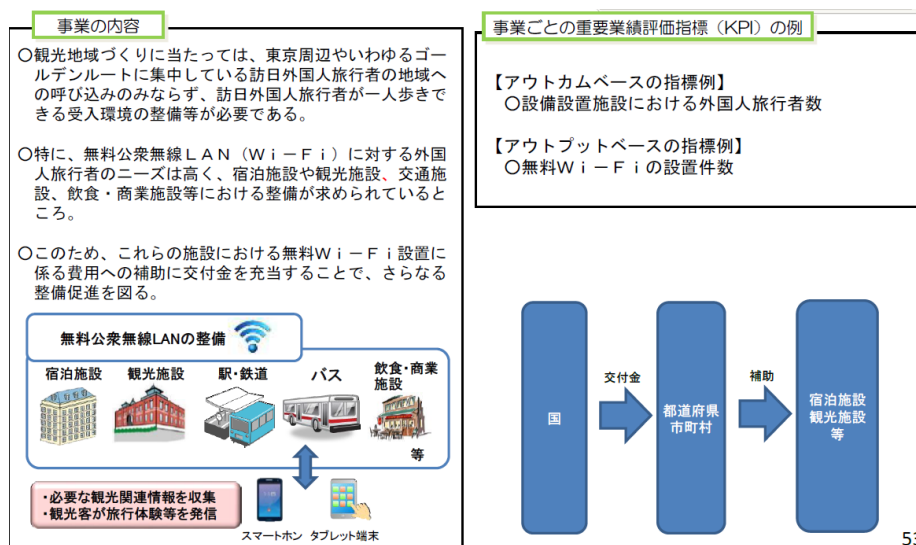 事業の内容
○観光地域づくりに当たっては、東京周辺やいわゆるゴー
ルデンルートに集中している訪日外国人旅行者の地域へ
の呼び込みのみならず、訪日外国人旅行者が一人歩きで
きる受入環境の整備等が必要である。
○特に、無料公衆無線LAN(Wi-Fi)に対する外国
人旅行者のニーズは高く、宿泊施設や観光施設、交通施
設、飲食・商業施設等における整備が求められていると
ころ。
○このため、これらの施設における無料Wi-Fi設置に
係る費用への補助に交付金を充当することで、さらなる
整備促進を図る。
無料公衆無線LANの整備
宿泊施設
観光施設
駅・鉄道
バス
飲食・商業
施設
等
・必要な観光関連情報を収集
・観光客が旅行体験等を発信
スマートホン
タブレット端末
事業ごとの重要業績評価指標(KPI)の例
【アウトカムベースの指標例】
○設備設置施設における外国人旅行者数
【アウトプットベースの指標例】
○無料Wi-Fiの設置件数
国
交付金
都道府県
市町村
補助
宿泊施設
観光施設
等